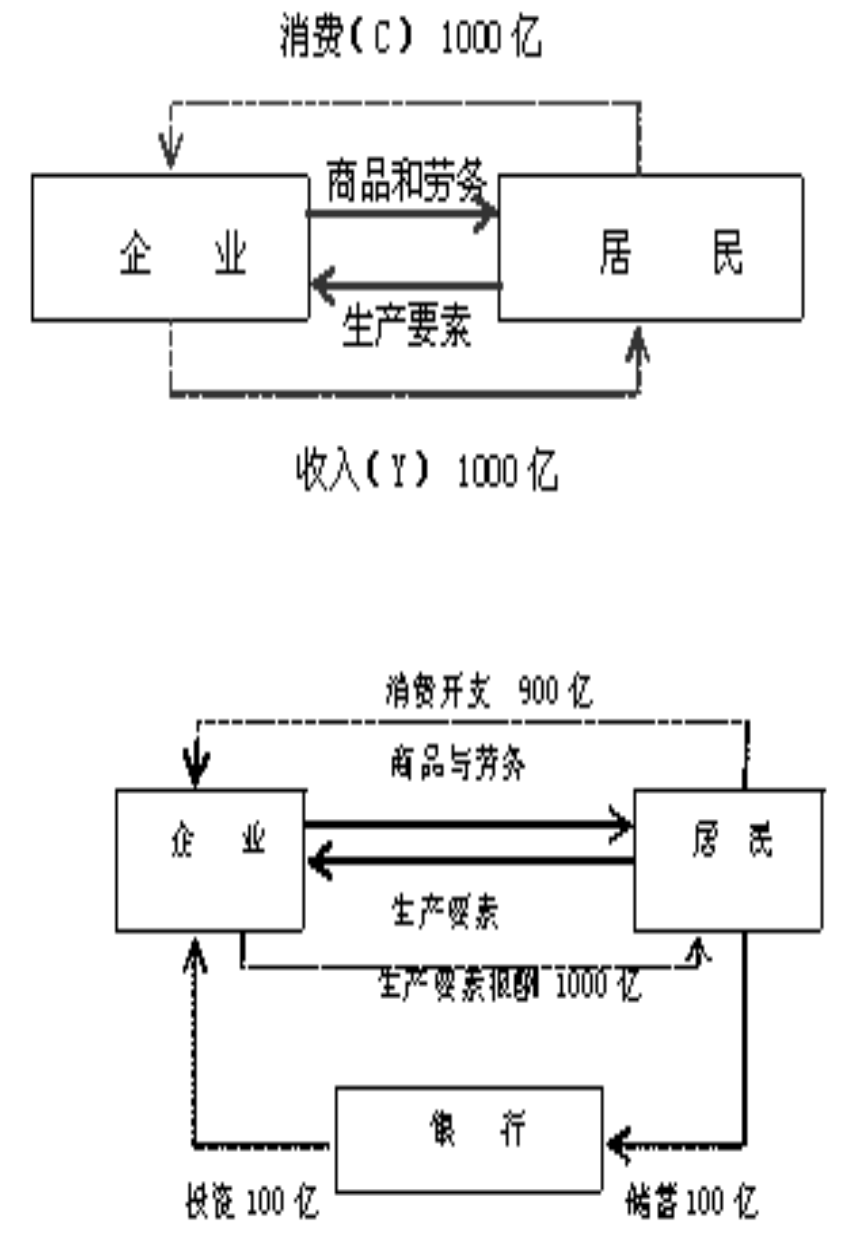 消费(C) 1000亿
商品和劳务
企 业
居 民
生产要素
收入(Y) 1000亿
消费开支 900亿
商品与劳务
企 业
居 民
生产要素
生产要素报酬 1000亿
银 行
投资100亿
储蓄100亿